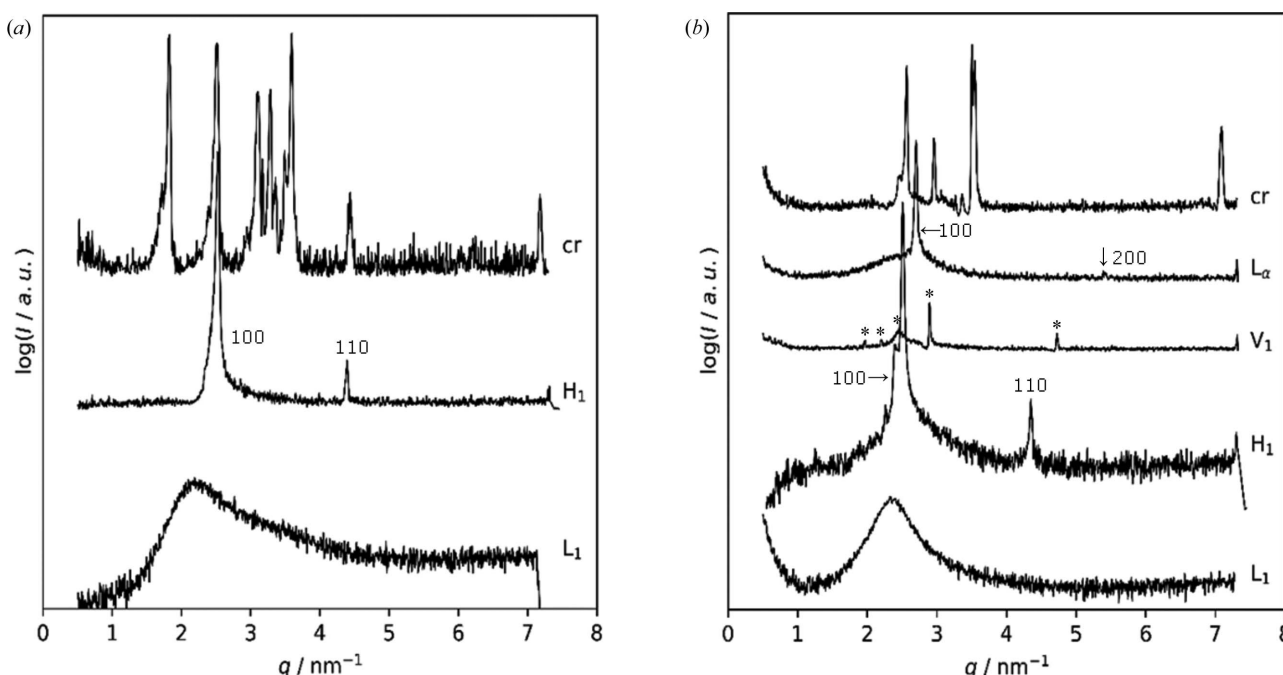 (a)
log(I / a. u.)
cr
100
110
H₁
L₁
0 1 2 3 4 5 6 7 8
q / nm⁻¹
(b)
log(I / a. u.)
cr
←100
↓200
Lα
* * * * *
V₁
100→
110
H₁
L₁
0 1 2 3 4 5 6 7 8
q / nm⁻¹